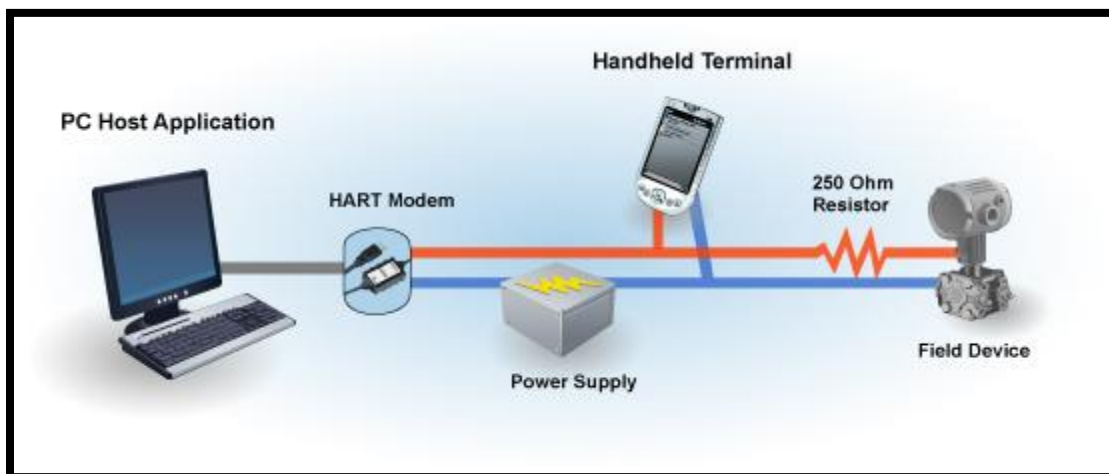 Handheld Terminal
PC Host Application
HART Modem
250 Ohm
Resistor
Power Supply
Field Device